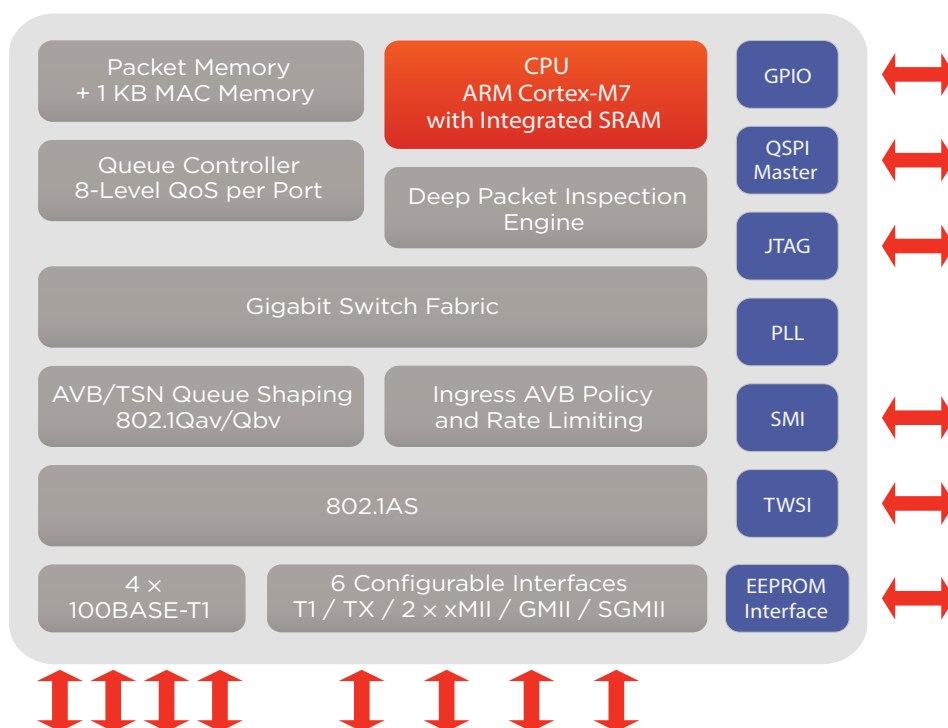 Packet Memory
+ 1 KB MAC Memory
CPU
ARM Cortex-M7
with Integrated SRAM
GPIO
Queue Controller
8-Level QoS per Port
QSPI
Master
Deep Packet Inspection
Engine
JTAG
Gigabit Switch Fabric
PLL
AVB/TSN Queue Shaping
802.1Qav/Qbv
Ingress AVB Policy
and Rate Limiting
SMI
802.1AS
TWSI
4 ×
100BASE-T1
6 Configurable Interfaces
T1 / TX / 2 × xMII / GMII / SGMII
EEPROM
Interface